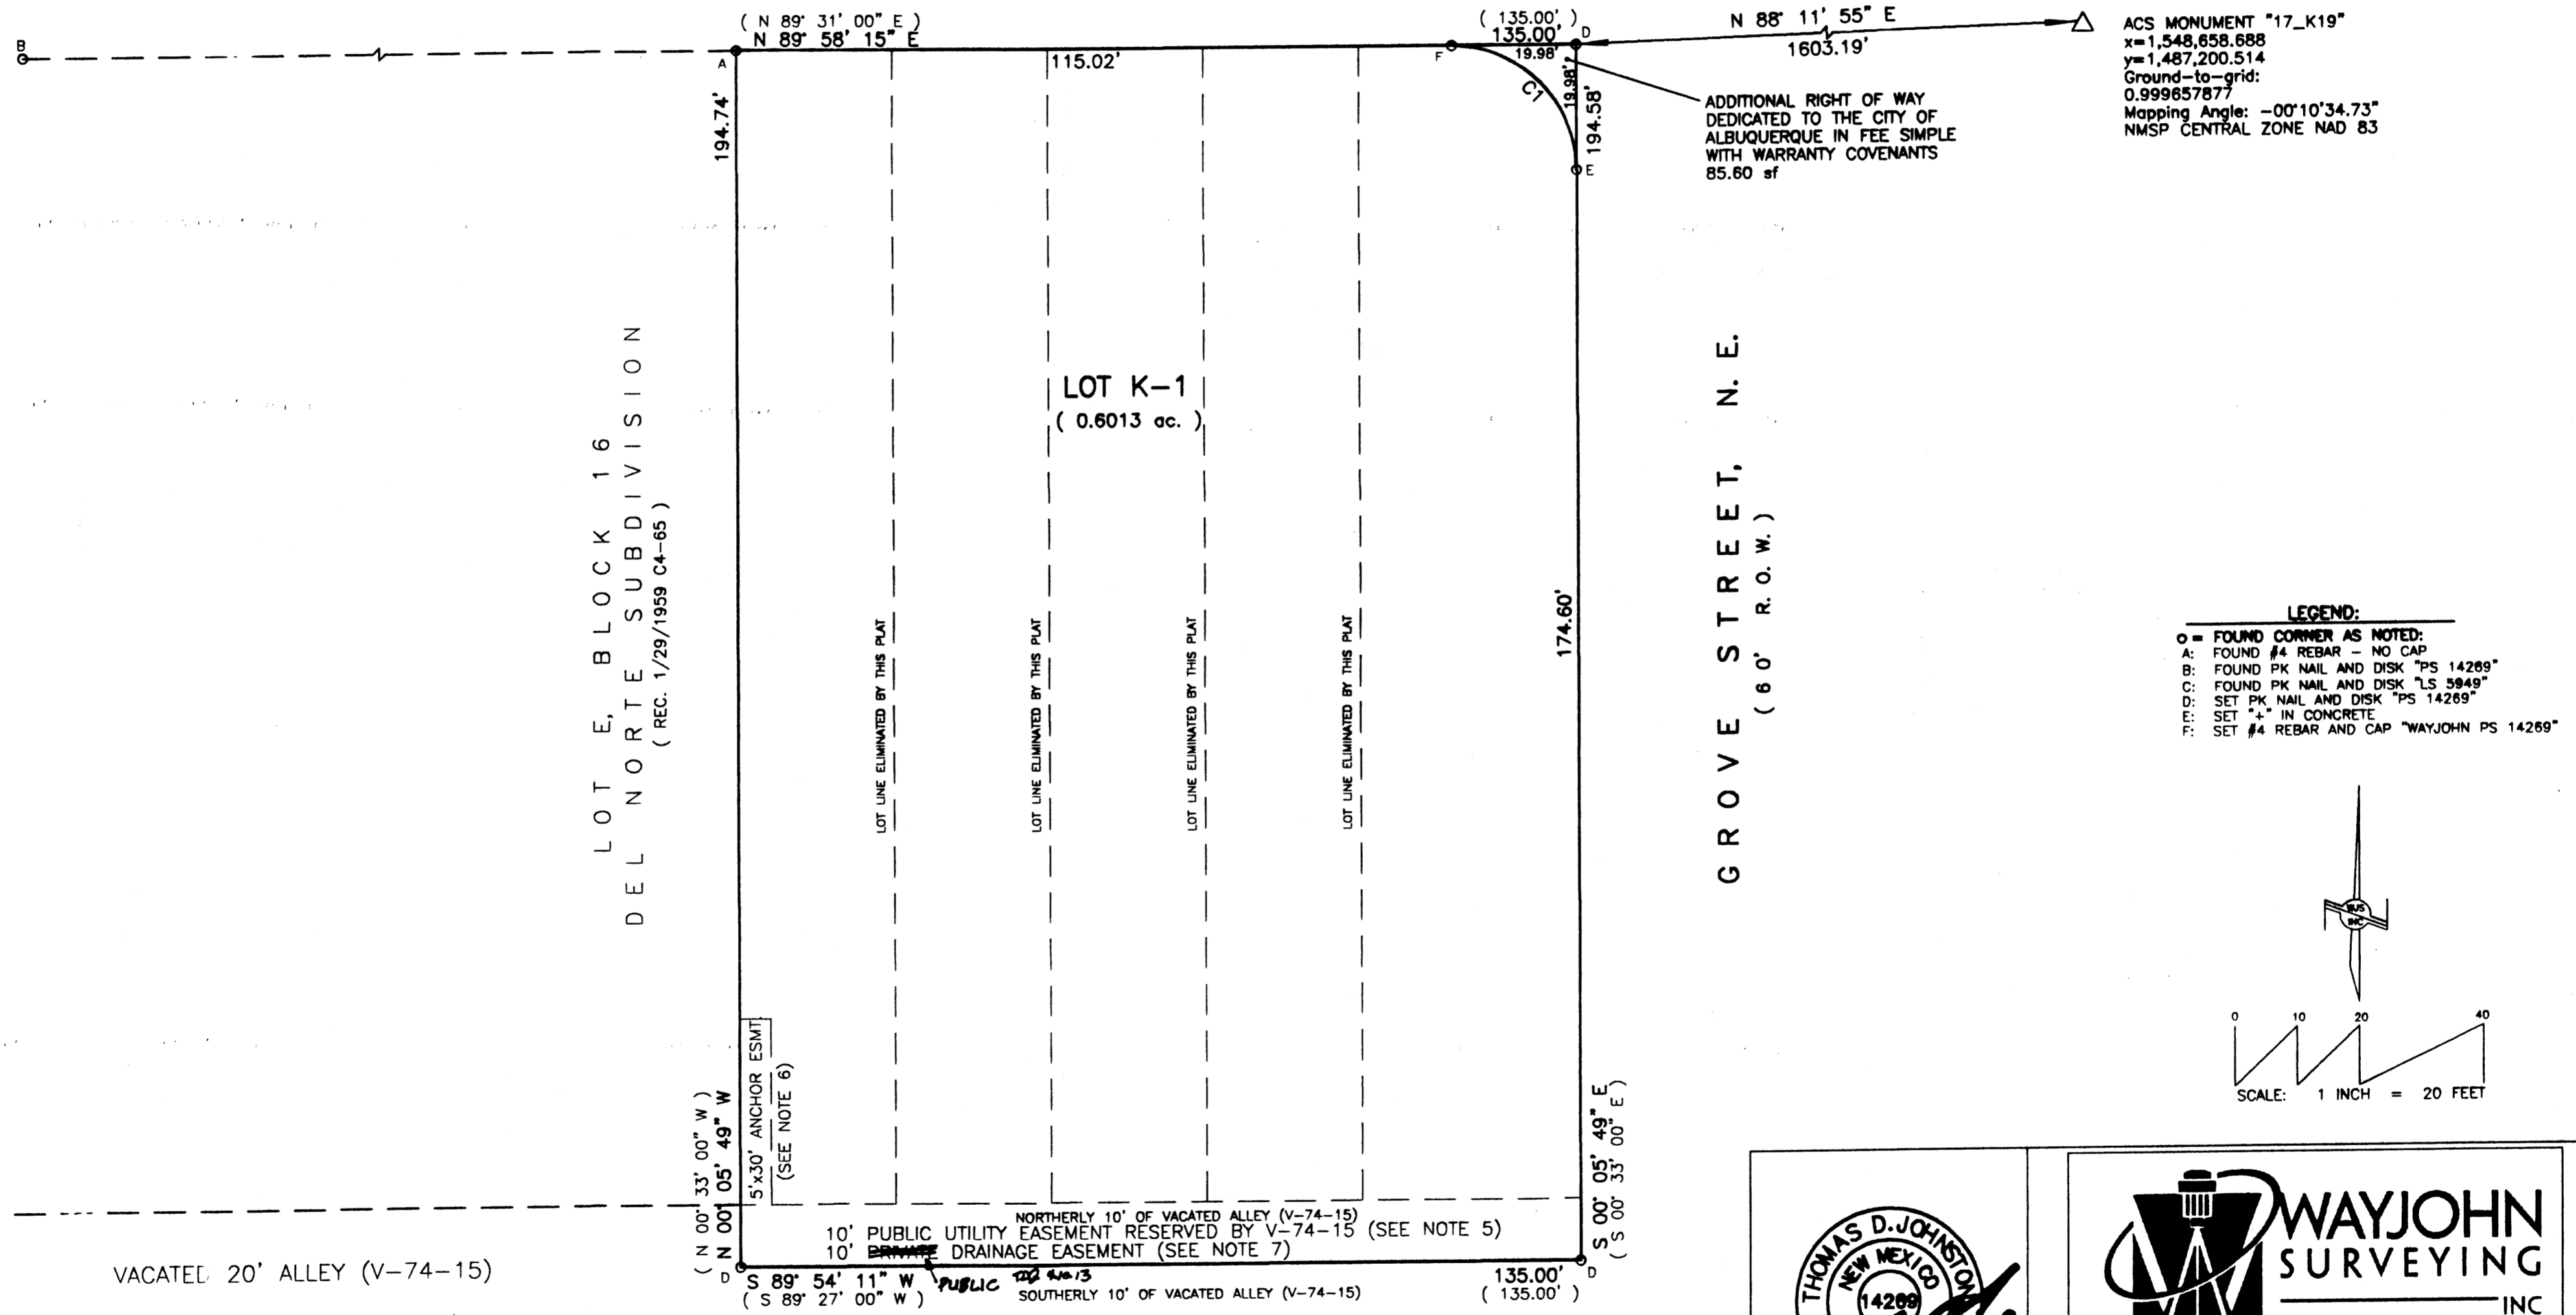 ( N 89° 31' 00" E )
N 89° 58' 15" E
( 135.00' )
135.00'
N 88° 11' 55" E
1603.19'
B
A
F
D
115.02'
19.98'
19.98'
C1
E
194.74'
194.58'
ACS MONUMENT "17_K19"
x=1,548,658.688
y=1,487,200.514
Ground-to-grid:
0.999657877
Mapping Angle: -00°10'34.73"
NMSP CENTRAL ZONE NAD 83
ADDITIONAL RIGHT OF WAY
DEDICATED TO THE CITY OF
ALBUQUERQUE IN FEE SIMPLE
WITH WARRANTY COVENANTS
85.60 sf
LOT K-1
( 0.6013 ac. )
LOT E, BLOCK 16
DEL NORTE SUBDIVISION
( REC. 1/29/1959 C4-65 )
LOT LINE ELIMINATED BY THIS PLAT
LOT LINE ELIMINATED BY THIS PLAT
LOT LINE ELIMINATED BY THIS PLAT
LOT LINE ELIMINATED BY THIS PLAT
174.60'
GROVE STREET, N. E.
( 60' R. O. W. )
LEGEND:
o = FOUND CORNER AS NOTED:
A: FOUND #4 REBAR - NO CAP
B: FOUND PK NAIL AND DISK "PS 14269"
C: FOUND PK NAIL AND DISK "LS 5949"
D: SET PK NAIL AND DISK "PS 14269"
E: SET "+" IN CONCRETE
F: SET #4 REBAR AND CAP "WAYJOHN PS 14269"
WJS
INC
0 10 20 40
SCALE: 1 INCH = 20 FEET
( N 00° 33' 00" W )
N 00° 05' 49" W
5'x30' ANCHOR ESMT
(SEE NOTE 6)
S 00° 05' 49" E
( S 00° 33' 00" E )
NORTHERLY 10' OF VACATED ALLEY (V-74-15)
10' PUBLIC UTILITY EASEMENT RESERVED BY V-74-15 (SEE NOTE 5)
10' PRIVATE DRAINAGE EASEMENT (SEE NOTE 7)
VACATED 20' ALLEY (V-74-15)
D
S 89° 54' 11" W
( S 89° 27' 00" W )
PUBLIC
SOUTHERLY 10' OF VACATED ALLEY (V-74-15)
135.00'
( 135.00' )
D
THOMAS D. JOHNSTON
NEW MEXICO
14269
WAYJOHN
SURVEYING
INC